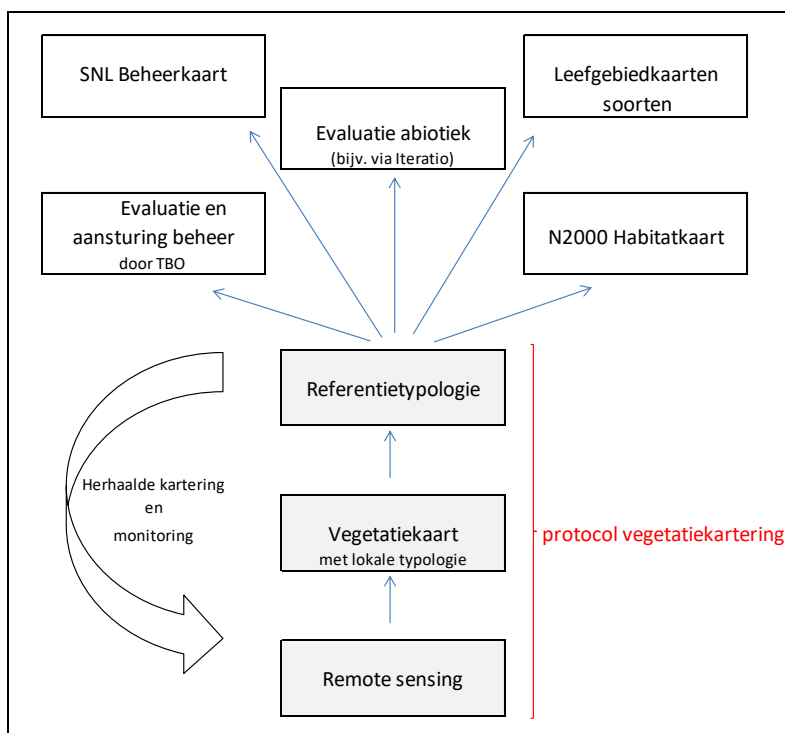 SNL Beheerkaart
Evaluatie abiotiek
(bijv. via Iteratio)
Leefgebiedkaarten
soorten
Evaluatie en
aansturing beheer
door TBO
N2000 Habitatkaart
Referentietypologie
Herhaalde kartering
en
monitoring
Vegetatiekaart
met lokale typologie
protocol vegetatiekartering
Remote sensing